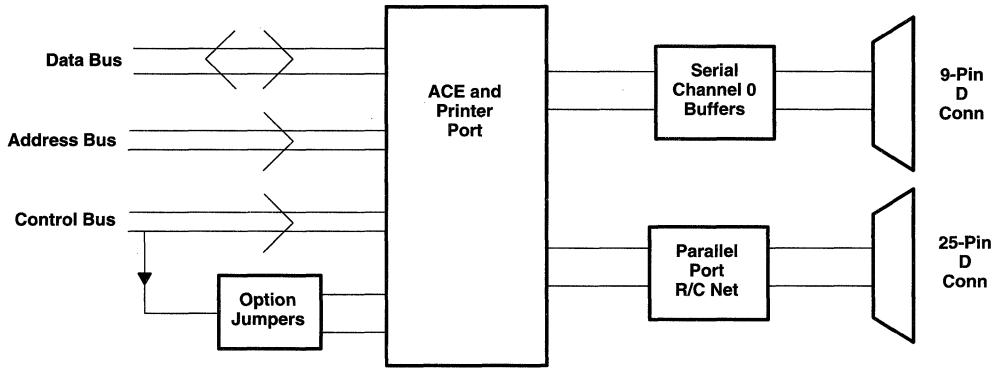 Data Bus
Address Bus
Control Bus
Option
Jumpers
ACE and
Printer
Port
Serial
Channel 0
Buffers
9-Pin
D
Conn
Parallel
Port
R/C Net
25-Pin
D
Conn